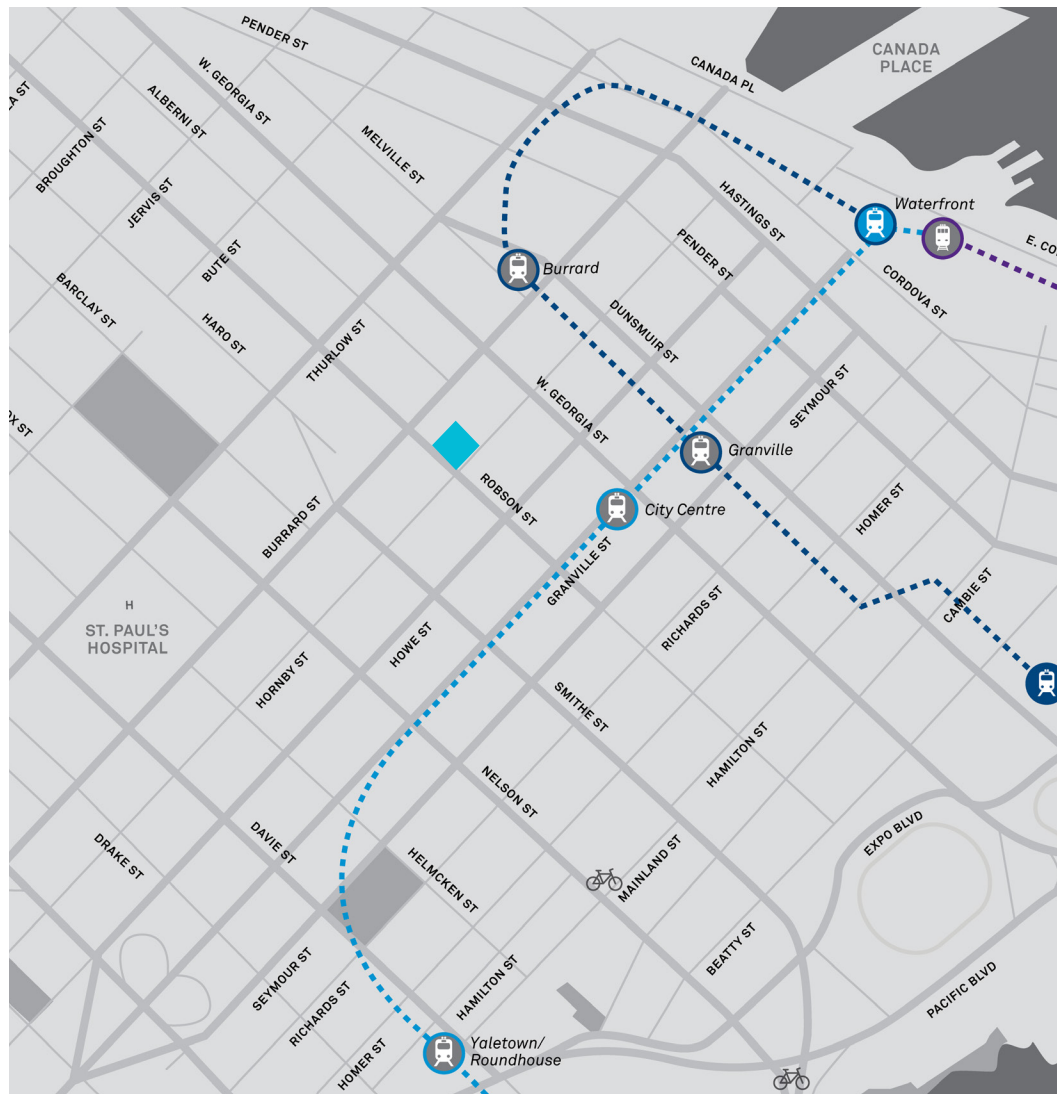 PENDER ST
CANADA
PLACE
W. GEORGIA ST
CANADA PL
ALBERNI ST
MELVILLE ST
BROUGHTON ST
HASTINGS ST
Waterfront
JERVIS ST
PENDER ST
E. CO
BUTE ST
Burrard
CORDOVA ST
BARCLAY ST
HARO ST
DUNSMUIR ST
THURLOW ST
SEYMOUR ST
W. GEORGIA ST
Granville
ROBSON ST
City Centre
HOMER ST
BURRARD ST
GRANVILLE ST
CAMBIE ST
H
ST. PAUL'S
HOSPITAL
RICHARDS ST
HOWE ST
HORNBY ST
SMITHE ST
HAMILTON ST
NELSON ST
EXPO BLVD
DRAKE ST
DAVIE ST
HELMCKEN ST
MAINLAND ST
BEATTY ST
SEYMOUR ST
RICHARDS ST
HAMILTON ST
PACIFIC BLVD
HOMER ST
Yaletown/
Roundhouse